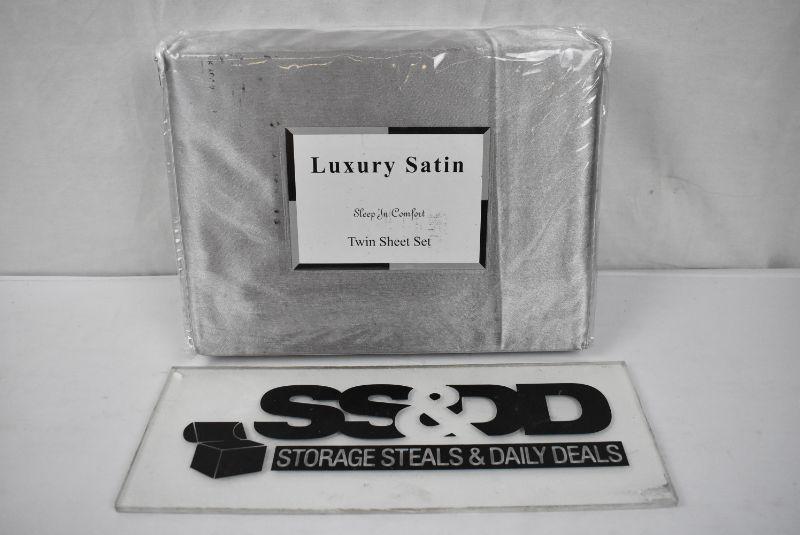 Luxury Satin
Sleep In Comfort
Twin Sheet Set
SS&DD
STORAGE STEALS & DAILY DEALS